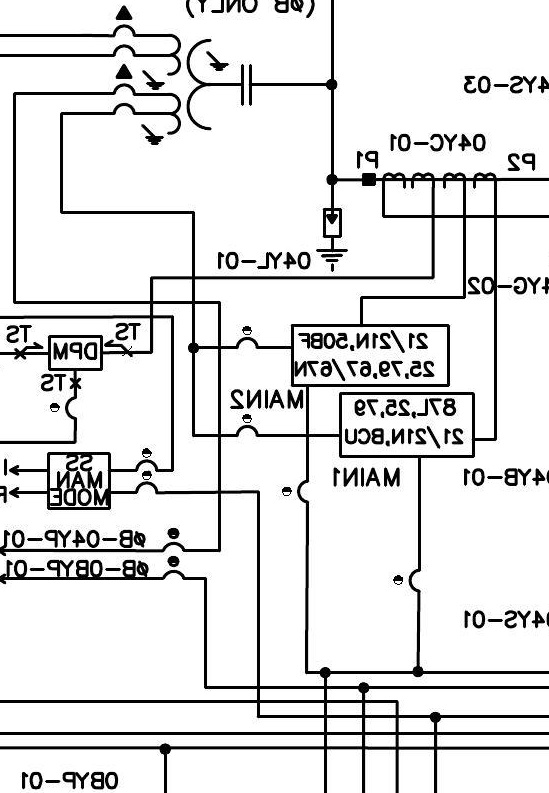 (øB ONLY)
04YS-03
04YC-01
P1
P2
04YL-01
04YG-02
21/21N,50BF
25,79,67/67N
MAIN2
TS
TS
DPM
TS
87L,25,79
21/21N,BCU
MAIN1
SS
MAN
MODE
04YB-01
øB-04YP-01
øB-0BYP-01
04YS-01
0BYP-01